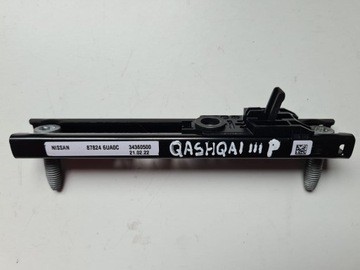 NISSAN 87824 6UA0C 34360500
21.02.22
QASHQAI III P